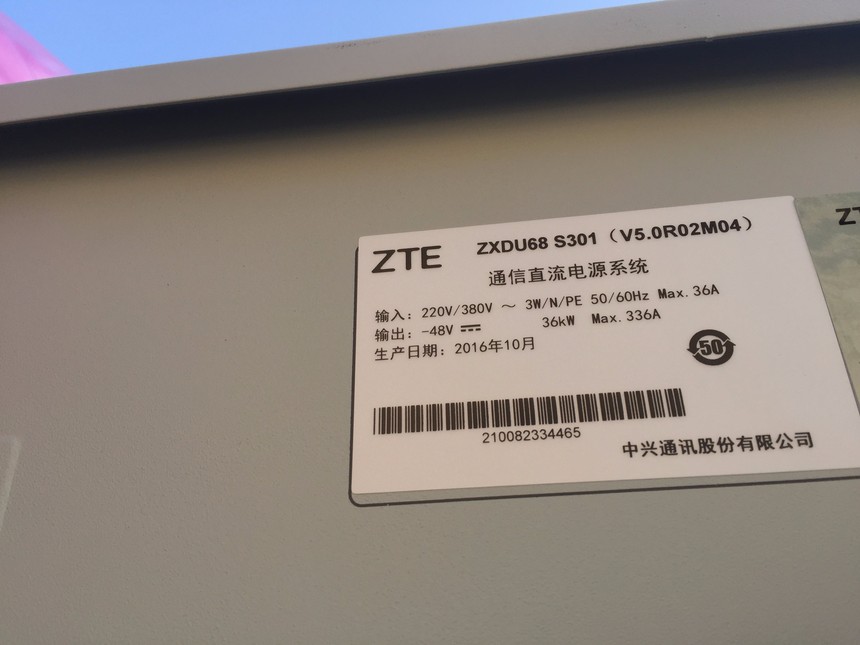 ZTE ZXDU68 S301（V5.0R02M04）
通信直流电源系统
输入：220V/380V ～ 3W/N/PE 50/60Hz Max.36A
输出：-48V ⎓ 36kW Max.336A
生产日期：2016年10月
50
210082334465
中兴通讯股份有限公司